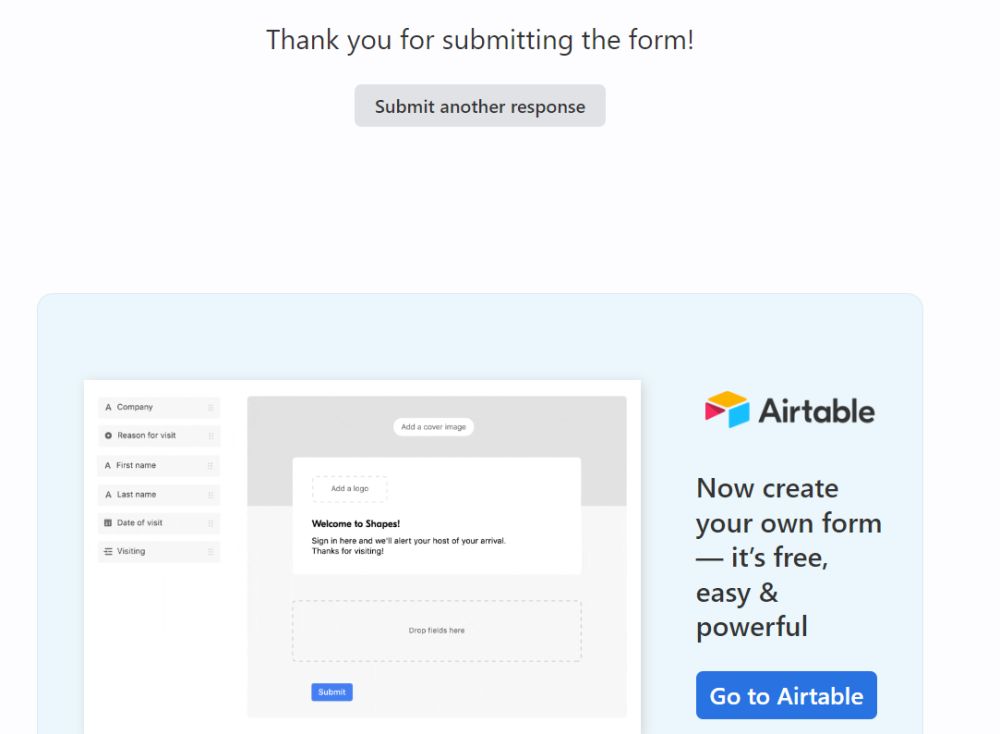 Thank you for submitting the form!
Submit another response
A Company
Reason for visit
A First name
A Last name
Date of visit
Visiting
Add a cover image
Add a logo
Welcome to Shapes!
Sign in here and we'll alert your host of your arrival.
Thanks for visiting!
Drop fields here
Submit
Airtable
Now create
your own form
— it's free,
easy &
powerful
Go to Airtable